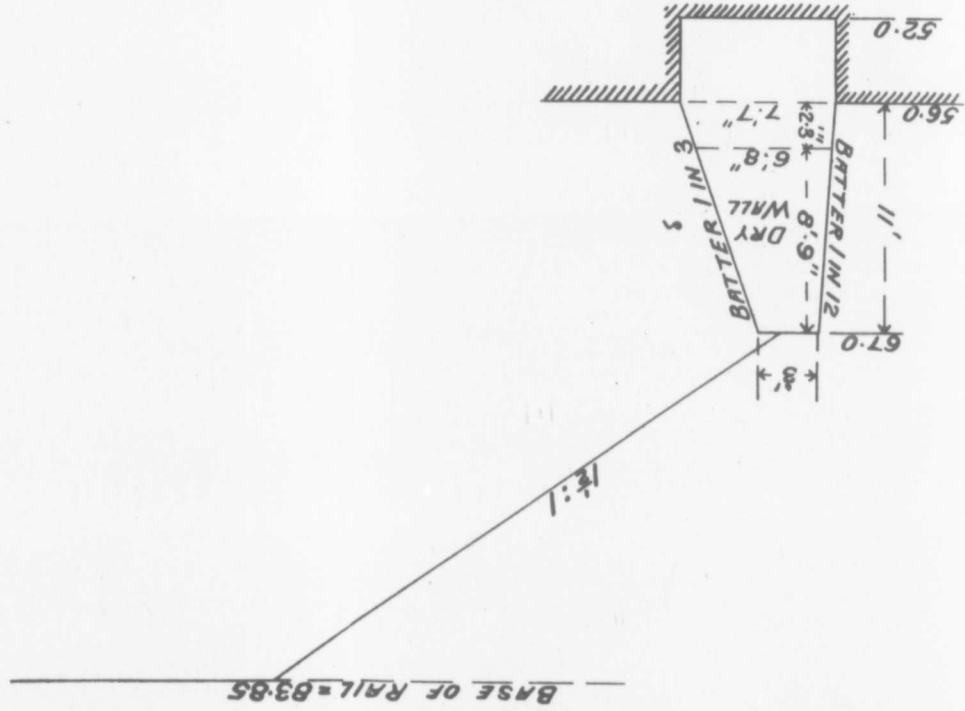 BASE OF RAIL = 83.85
1½ : 1
3'
67.0
BATTER 1 IN 3
DRY
WALL
8'.9"
BATTER 1 IN 12
11'
6'.8"
2'.3"
7'.7"
56.0
52.0